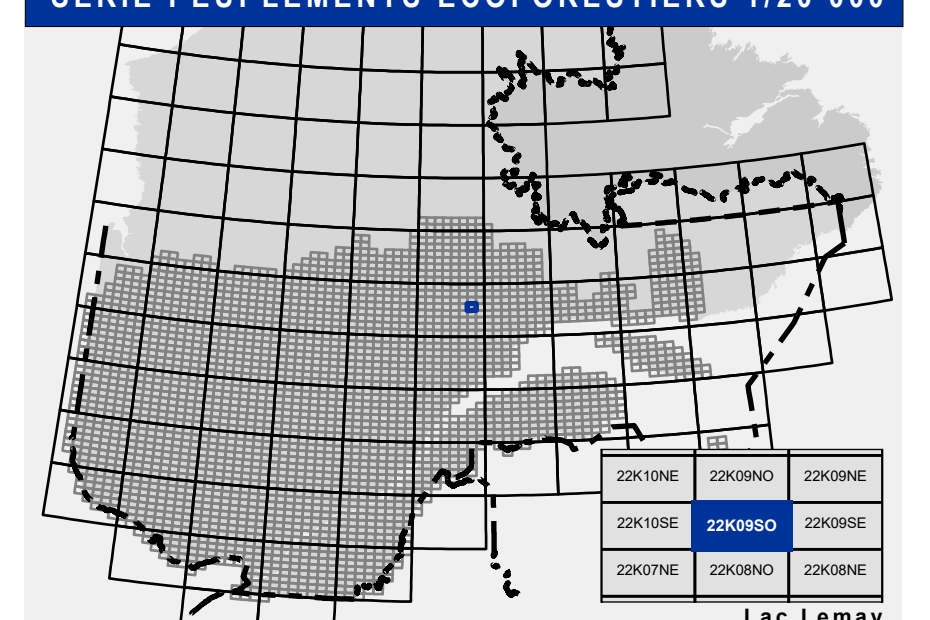 SÉRIE PEUPLEMENTS ÉCOFORESTIERS 1/20 000
22K10NE 22K09NO 22K09NE
22K10SE 22K09SO 22K09SE
22K07NE 22K08NO 22K08NE
Lac Lemay